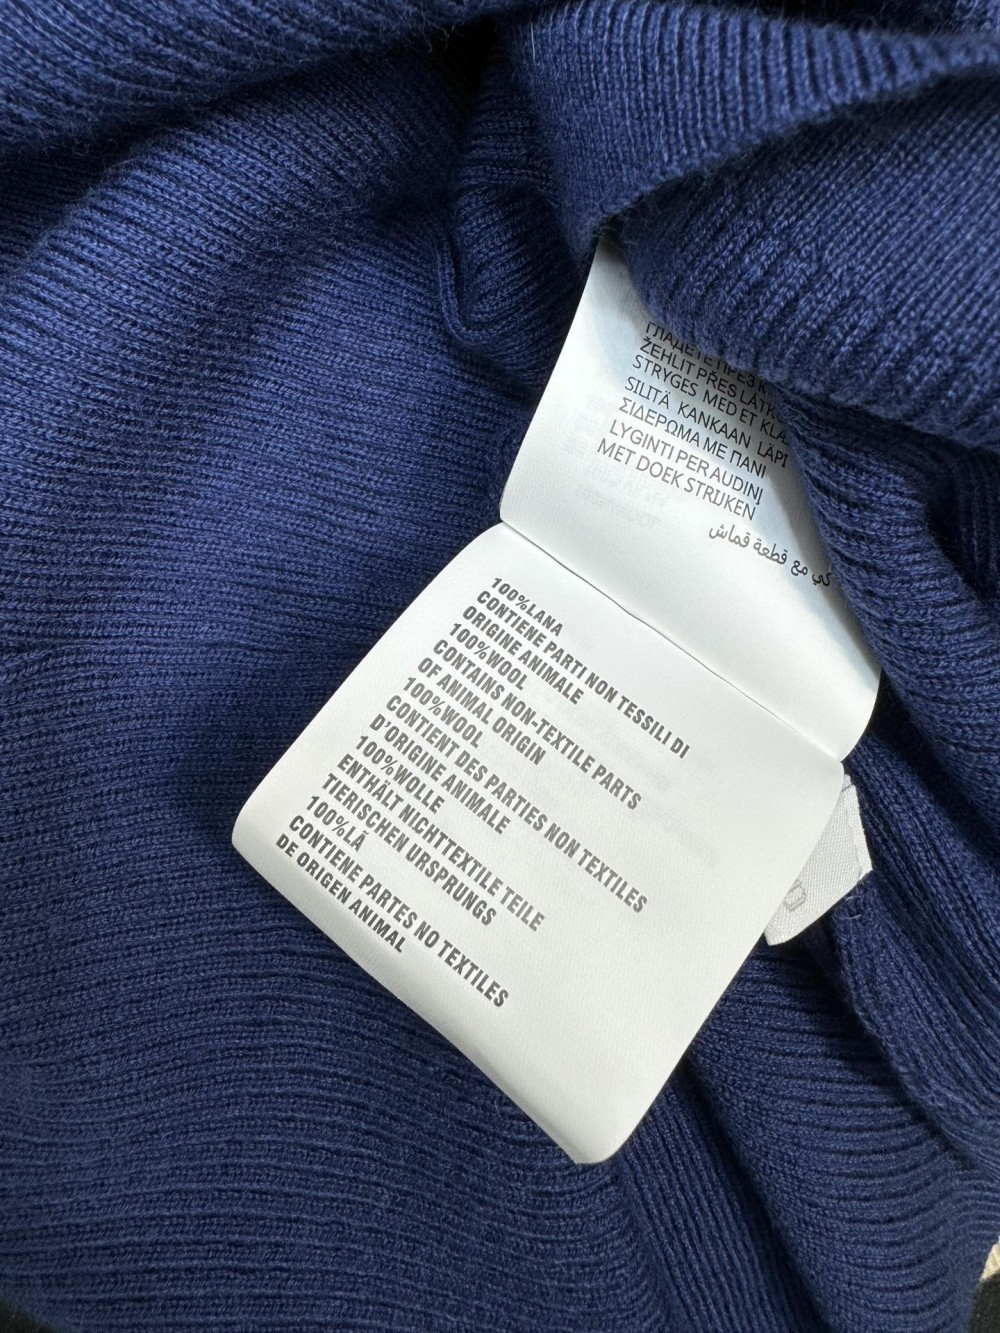 ГЛАДЕТЕ ПРЕЗ К
ŽEHLIT PŘES LÁTK
STRYGES MED ET KLÆ
SILITÄ KANKAAN LÄPI
ΣΙΔΕΡΩΜΑ ΜΕ ΠΑΝΙ
LYGINTI PER AUDINĮ
MET DOEK STRIJKEN
كي مع قطعة قماش
100%LANA
CONTIENE PARTI NON TESSILI DI
ORIGINE ANIMALE
100%WOOL
CONTAINS NON-TEXTILE PARTS
OF ANIMAL ORIGIN
100%WOOL
CONTIENT DES PARTIES NON TEXTILES
D'ORIGINE ANIMALE
100%WOLLE
ENTHÄLT NICHTTEXTILE TEILE
TIERISCHEN URSPRUNGS
100%LÃ
CONTIENE PARTES NO TEXTILES
DE ORIGEN ANIMAL